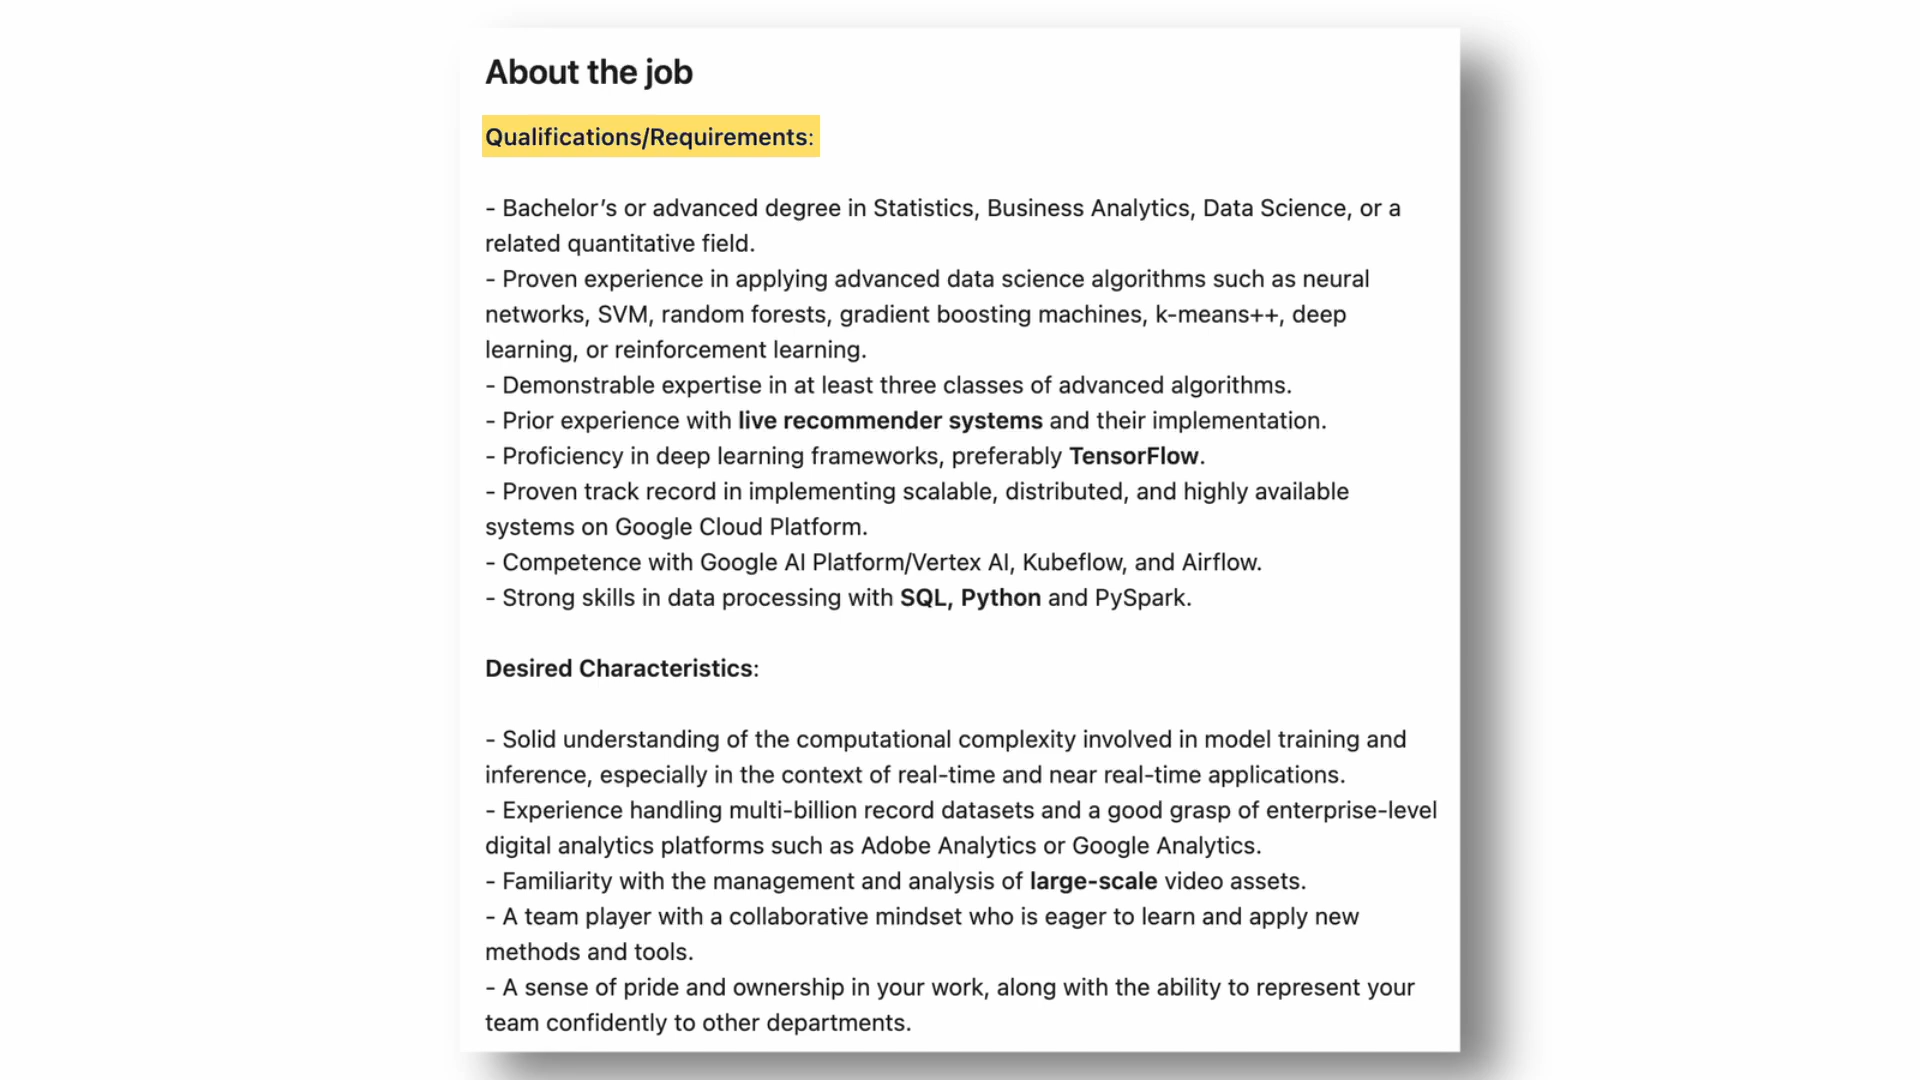 About the job
Qualifications/Requirements:
- Bachelor’s or advanced degree in Statistics, Business Analytics, Data Science, or a
related quantitative field.
- Proven experience in applying advanced data science algorithms such as neural
networks, SVM, random forests, gradient boosting machines, k-means++, deep
learning, or reinforcement learning.
- Demonstrable expertise in at least three classes of advanced algorithms.
- Prior experience with live recommender systems and their implementation.
- Proficiency in deep learning frameworks, preferably TensorFlow.
- Proven track record in implementing scalable, distributed, and highly available
systems on Google Cloud Platform.
- Competence with Google AI Platform/Vertex AI, Kubeflow, and Airflow.
- Strong skills in data processing with SQL, Python and PySpark.
Desired Characteristics:
- Solid understanding of the computational complexity involved in model training and
inference, especially in the context of real-time and near real-time applications.
- Experience handling multi-billion record datasets and a good grasp of enterprise-level
digital analytics platforms such as Adobe Analytics or Google Analytics.
- Familiarity with the management and analysis of large-scale video assets.
- A team player with a collaborative mindset who is eager to learn and apply new
methods and tools.
- A sense of pride and ownership in your work, along with the ability to represent your
team confidently to other departments.